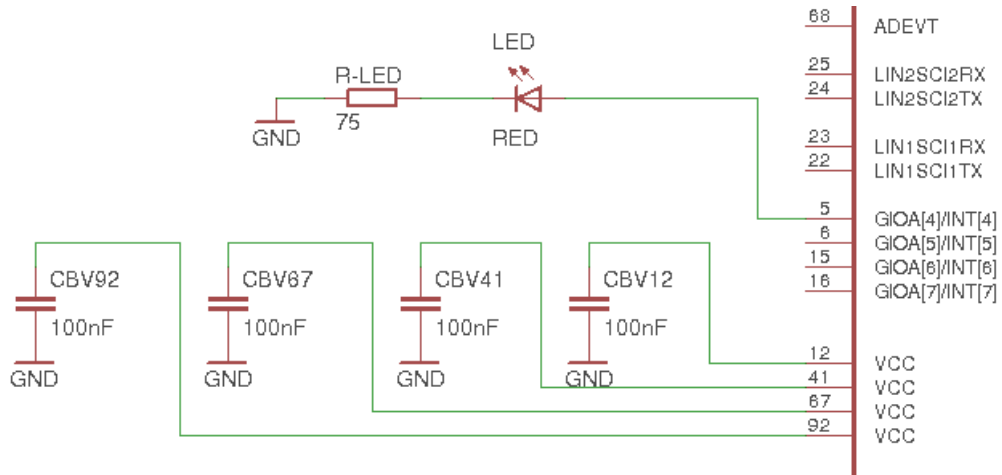 68 ADEVT
LED
25 LIN2SCI2RX
R-LED
24 LIN2SCI2TX
75
GND
RED
23 LIN1SCI1RX
22 LIN1SCI1TX
5 GIOA[4]/INT[4]
6 GIOA[5]/INT[5]
15 GIOA[6]/INT[6]
16 GIOA[7]/INT[7]
CBV92 CBV67 CBV41 CBV12
100nF 100nF 100nF 100nF
GND GND GND GND
12 VCC
41 VCC
67 VCC
92 VCC